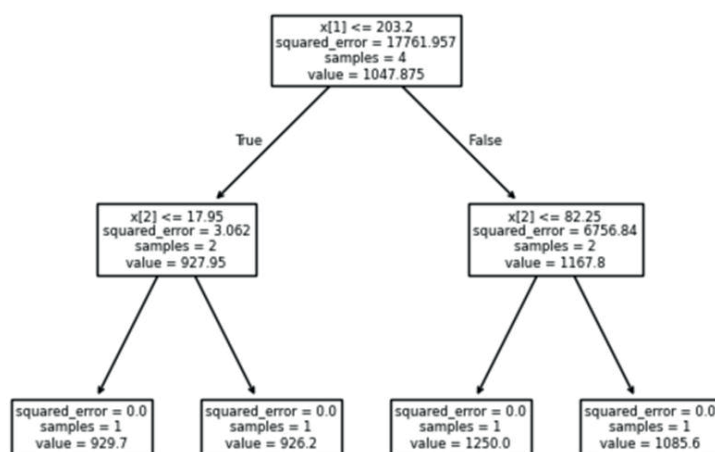 x[1] <= 203.2
squared_error = 17761.957
samples = 4
value = 1047.875
True
False
x[2] <= 17.95
squared_error = 3.062
samples = 2
value = 927.95
x[2] <= 82.25
squared_error = 6756.84
samples = 2
value = 1167.8
squared_error = 0.0
samples = 1
value = 929.7
squared_error = 0.0
samples = 1
value = 926.2
squared_error = 0.0
samples = 1
value = 1250.0
squared_error = 0.0
samples = 1
value = 1085.6